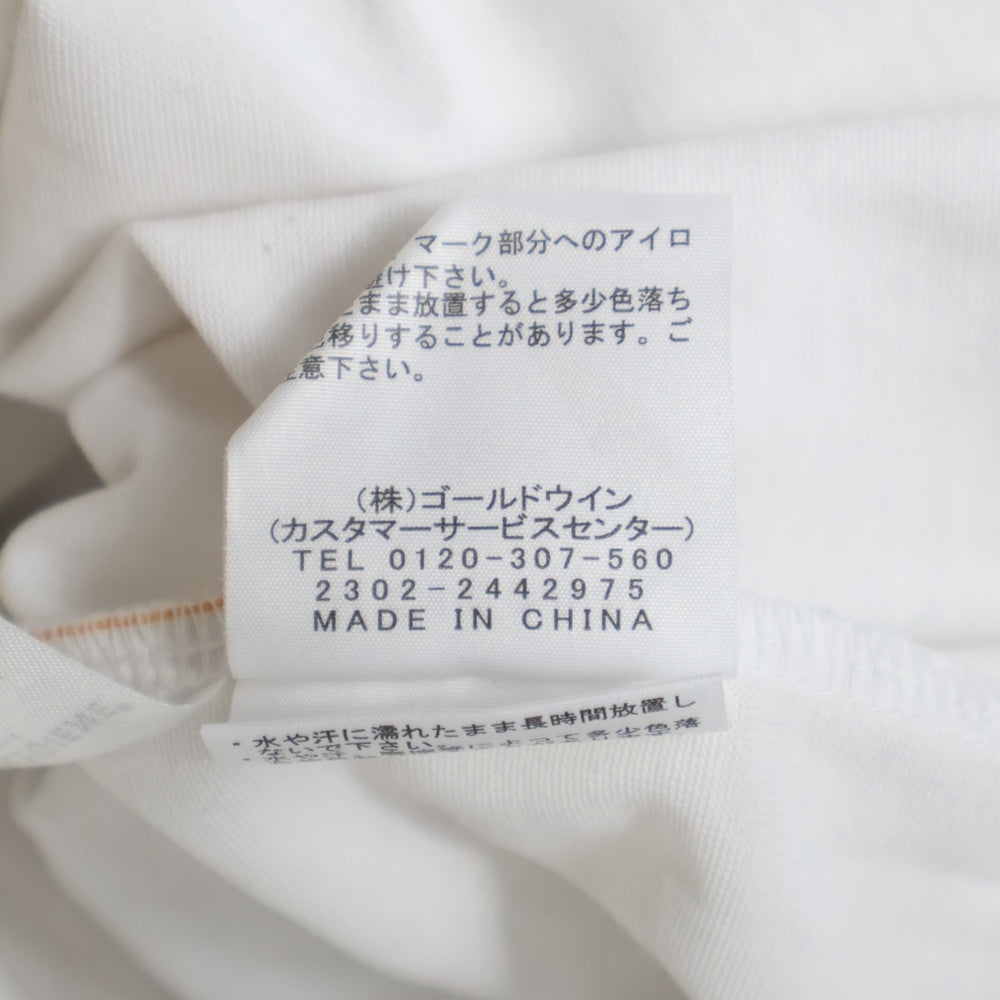 マーク部分へのアイロ
避け下さい。
まま放置すると多少色落ち
移りすることがあります。ご
注意下さい。
(株)ゴールドウイン
(カスタマーサービスセンター)
TEL 0120-307-560
2302-2442975
MADE IN CHINA
・水や汗に濡れたまま長時間放置し
ないで下さい